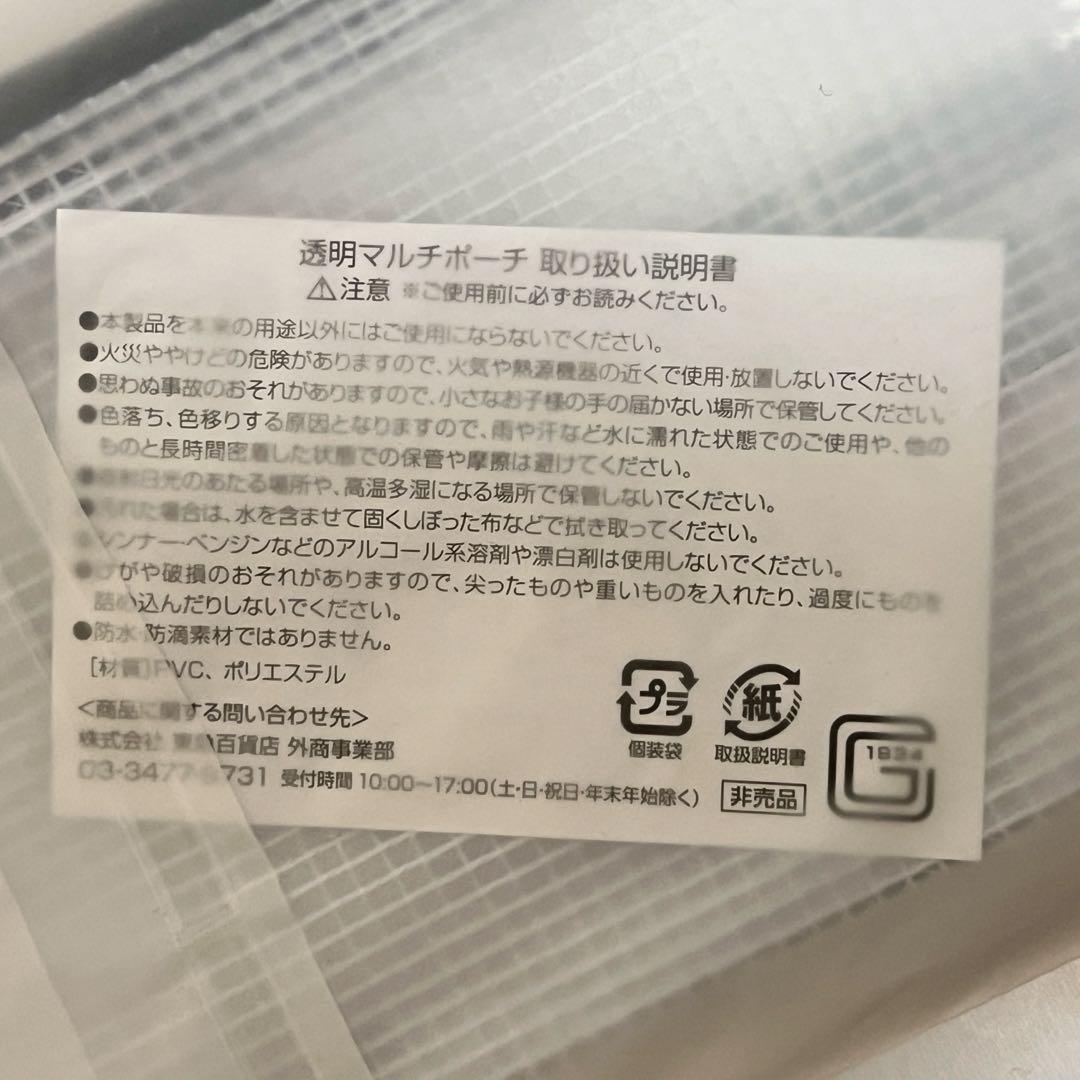 透明マルチポーチ 取り扱い説明書
⚠注意 ※ご使用前に必ずお読みください。
●本製品を本来の用途以外にはご使用にならないでください。
●火災ややけどの危険がありますので、火気や熱源機器の近くで使用・放置しないでください。
●思わぬ事故のおそれがありますので、小さなお子様の手の届かない場所で保管してください。
●色落ち、色移りする原因となりますので、雨や汗など水に濡れた状態でのご使用や、他の
ものと長時間密着した状態での保管や摩擦は避けてください。
●直射日光のあたる場所や、高温多湿になる場所で保管しないでください。
●汚れた場合は、水を含ませて固くしぼった布などで拭き取ってください。
●シンナー・ベンジンなどのアルコール系溶剤や漂白剤は使用しないでください。
●けがや破損のおそれがありますので、尖ったものや重いものを入れたり、過度にものを
詰め込んだりしないでください。
●防水・防滴素材ではありません。
[材質]PVC、ポリエステル
<商品に関する問い合わせ先>
株式会社 東急百貨店 外商事業部
03-3477- 731 受付時間 10:00〜17:00(土・日・祝日・年末年始除く)
プラ
個装袋
紙
取扱説明書
非売品
1934